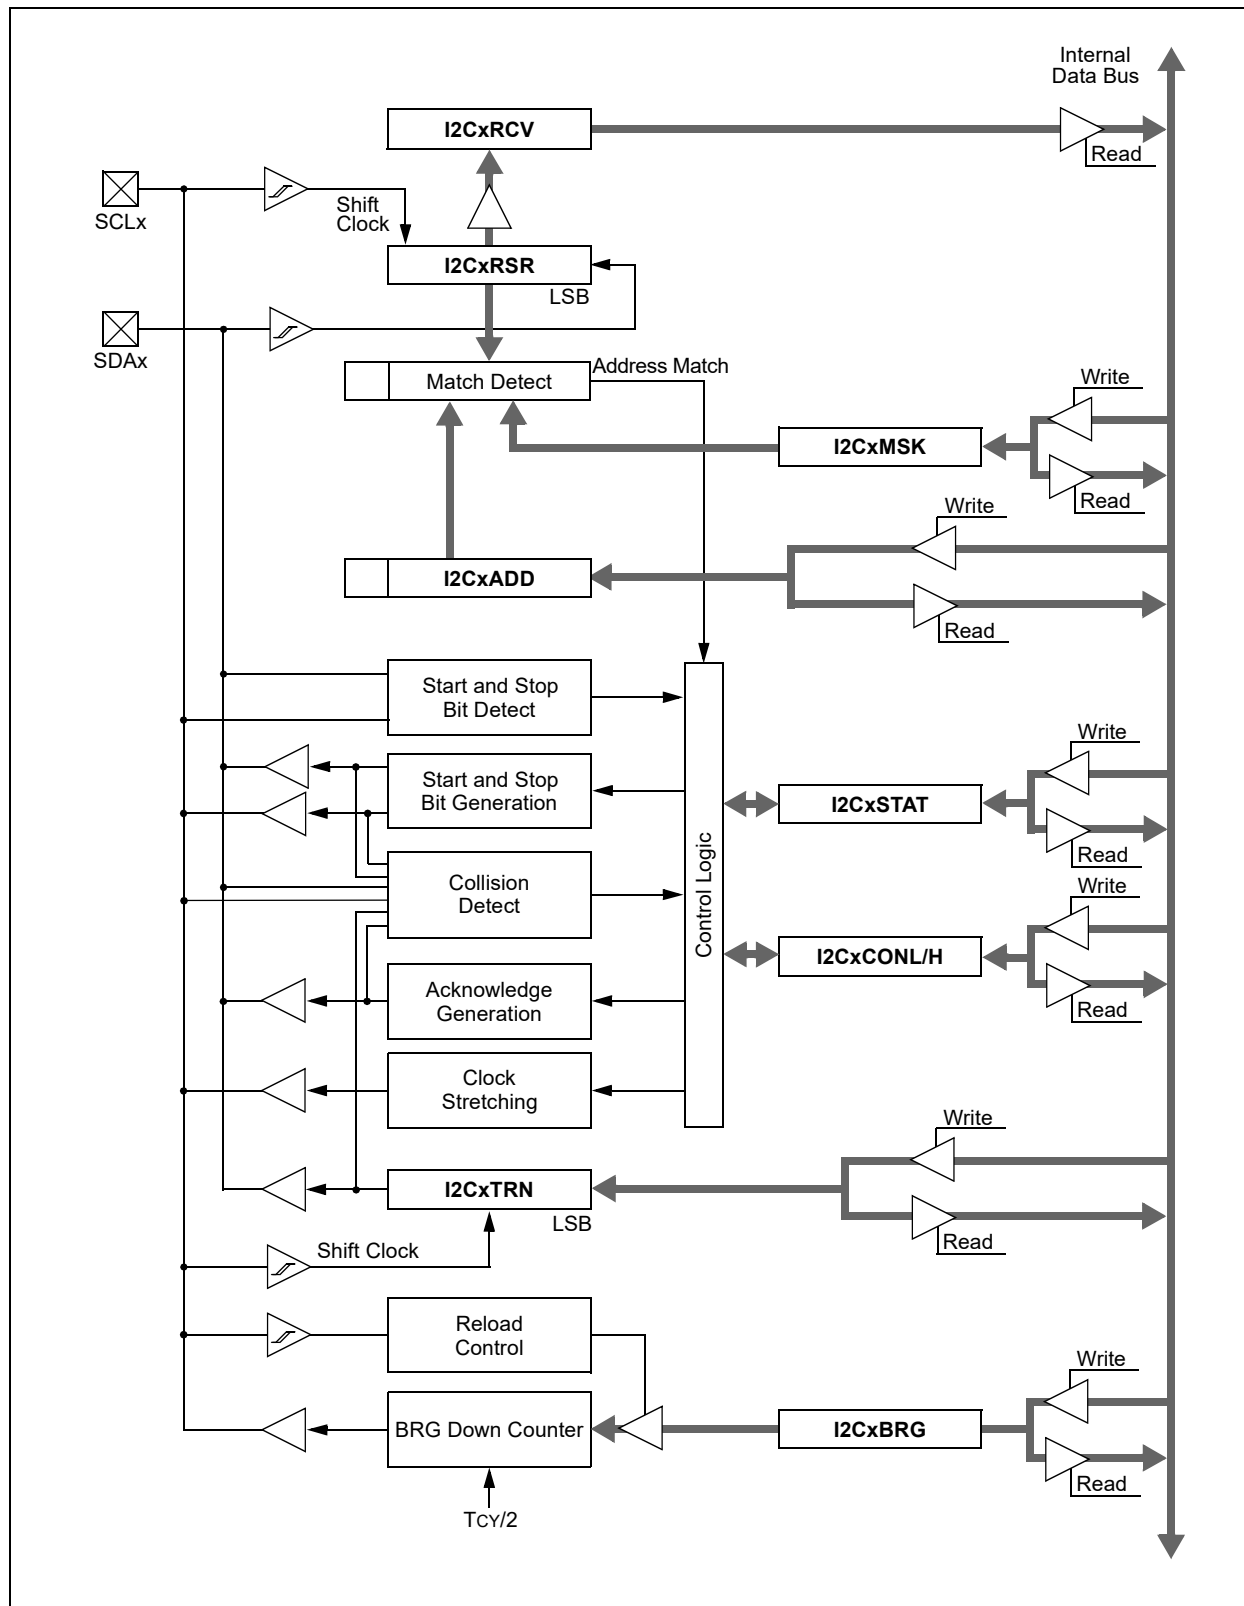 Internal
Data Bus
I2CxRCV
Read
SCLx
Shift
Clock
I2CxRSR
LSB
SDAx
Address Match
Match Detect
Write
I2CxMSK
Read
Write
I2CxADD
Read
Start and Stop
Bit Detect
Write
Start and Stop
Bit Generation
I2CxSTAT
Read
Control Logic
Collision
Detect
Write
I2CxCONL/H
Read
Acknowledge
Generation
Clock
Stretching
Write
I2CxTRN
LSB
Read
Shift Clock
Reload
Control
Write
BRG Down Counter
I2CxBRG
Read
TCY/2